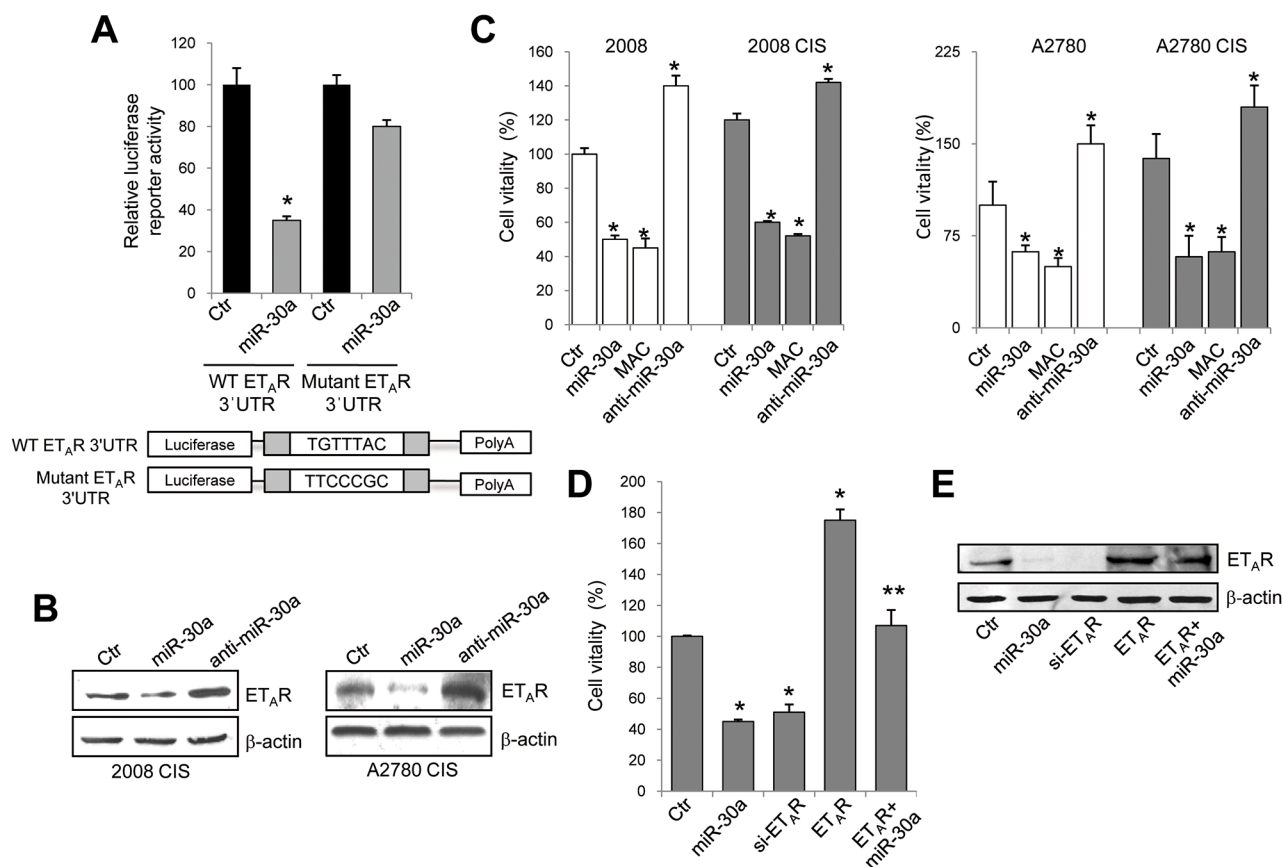 A
Relative luciferase
reporter activity
120
100
80
60
40
20
0
Ctr
miR-30a
Ctr
miR-30a
*
WT ETAR
3'UTR
Mutant ETAR
3'UTR
WT ETAR 3'UTR
Luciferase
TGTTTAC
PolyA
Mutant ETAR
3'UTR
Luciferase
TTCCCGC
PolyA
B
Ctr
miR-30a
anti-miR-30a
ETAR
β-actin
2008 CIS
Ctr
miR-30a
anti-miR-30a
ETAR
β-actin
A2780 CIS
C
2008
2008 CIS
Cell vitality (%)
160
140
120
100
80
60
40
20
0
*
*
*
*
*
*
Ctr
miR-30a
MAC
anti-miR-30a
Ctr
miR-30a
MAC
anti-miR-30a
A2780
A2780 CIS
Cell vitality (%)
225
150
75
0
*
*
*
*
*
*
Ctr
miR-30a
MAC
anti-miR-30a
Ctr
miR-30a
MAC
anti-miR-30a
D
Cell vitality (%)
200
180
160
140
120
100
80
60
40
20
0
*
*
*
**
Ctr
miR-30a
si-ETAR
ETAR
ETAR+
miR-30a
E
ETAR
β-actin
Ctr
miR-30a
si-ETAR
ETAR
ETAR+
miR-30a